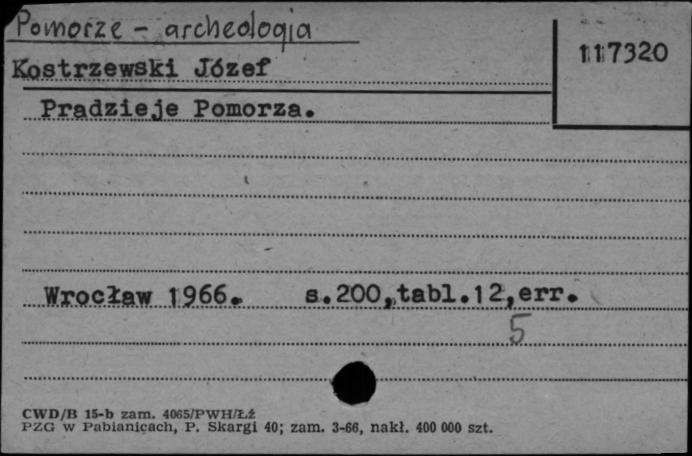 Pomorze - archeologia
117320
Kostrzewski Józef
Pradzieje Pomorza.
Wrocław 1966. s.200,tabl.12,err.
5
CWD/B 15-b zam. 4065/PWH/Łź
PZG w Pabianicach, P. Skargi 40; zam. 3-66, nakł. 400 000 szt.